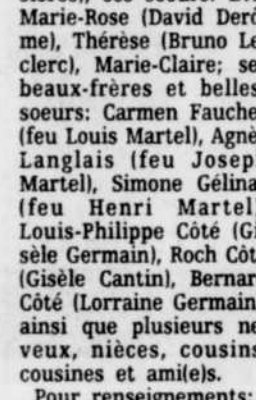 Marie-Rose (David Derô
me), Thérèse (Bruno Le
clerc), Marie-Claire; se
beaux-frères et belles
soeurs: Carmen Fauche
(feu Louis Martel), Agnè
Langlais (feu Josep
Martel), Simone Gélina
(feu Henri Martel)
Louis-Philippe Côté (Gi
sèle Germain), Roch Côt
(Gisèle Cantin), Bernar
Côté (Lorraine Germain
ainsi que plusieurs ne
veux, nièces, cousins
cousines et ami(e)s.
Pour renseignements: